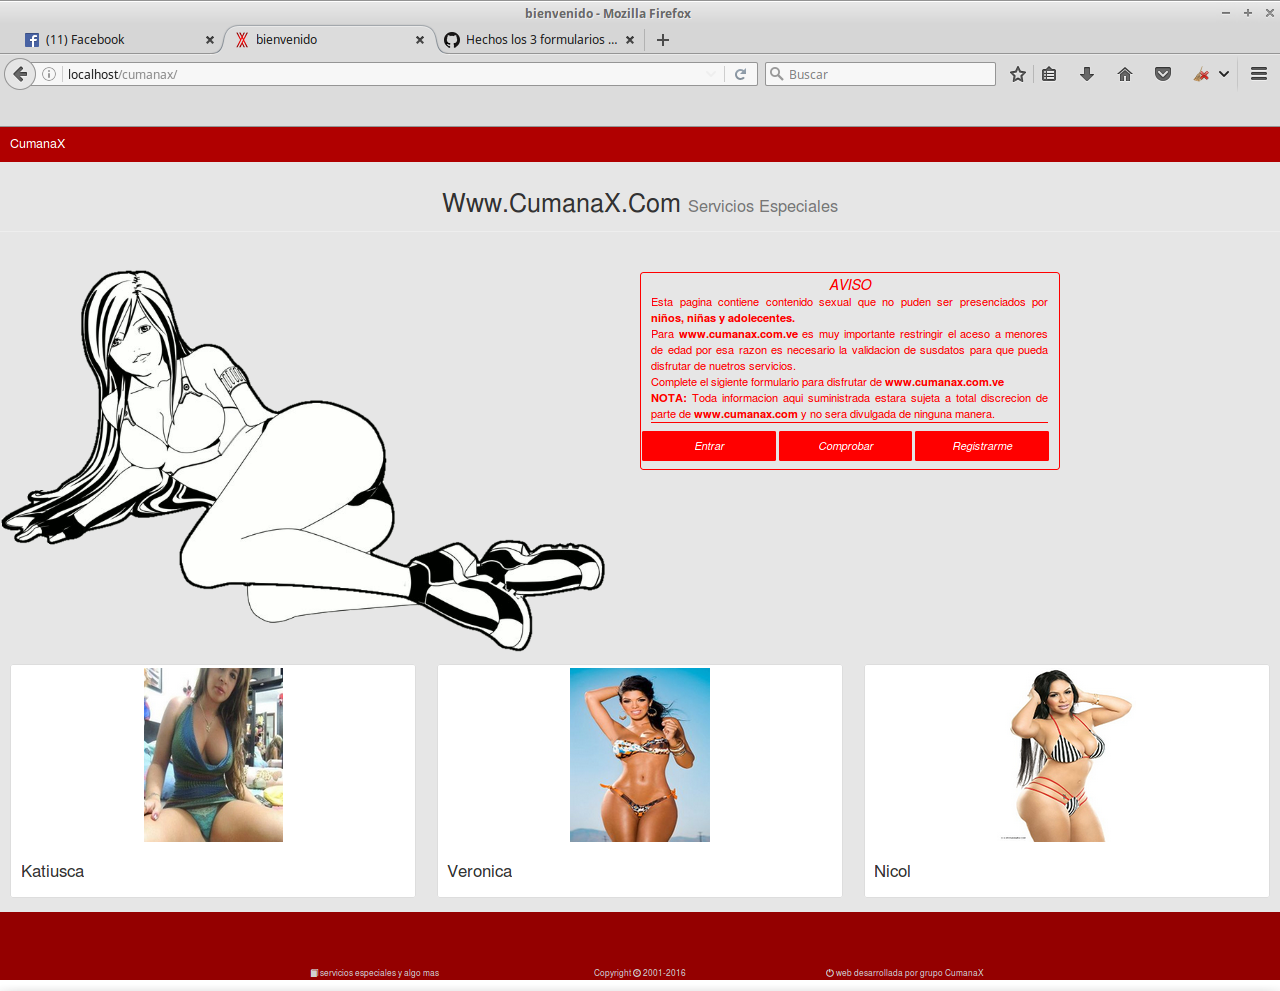 bienvenido - Mozilla Firefox
(11) Facebook
bienvenido
Hechos los 3 formularios ...
localhost/cumanax/
Buscar
CumanaX
Www.CumanaX.Com Servicios Especiales
AVISO
Esta pagina contiene contenido sexual que no puden ser presenciados por
niños, niñas y adolecentes.
Para www.cumanax.com.ve es muy importante restringir el aceso a menores
de edad por esa razon es necesario la validacion de susdatos para que pueda
disfrutar de nuetros servicios.
Complete el sigiente formulario para disfrutar de www.cumanax.com.ve
NOTA: Toda informacion aqui suministrada estara sujeta a total discrecion de
parte de www.cumanax.com y no sera divulgada de ninguna manera.
Entrar
Comprobar
Registrarme
Katiusca
Veronica
Nicol
servicios especiales y algo mas
Copyright 2001-2016
web desarrollada por grupo CumanaX